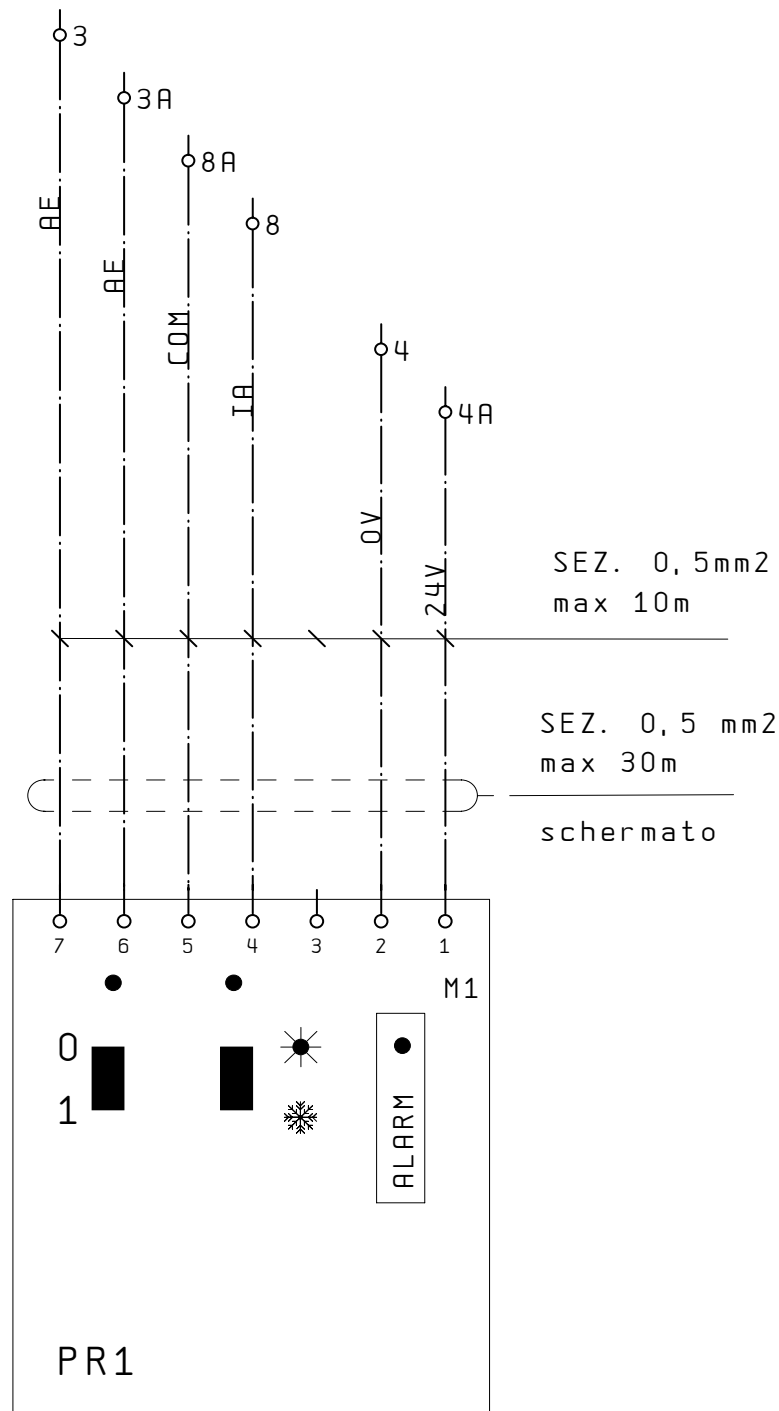 3
3A
8A
8
4
4A
AE
AE
COM
IA
0V
24V
SEZ. 0,5mm2
max 10m
SEZ. 0,5 mm2
max 30m
schermato
7 6 5 4 3 2 1
M1
0
1
ALARM
PR1